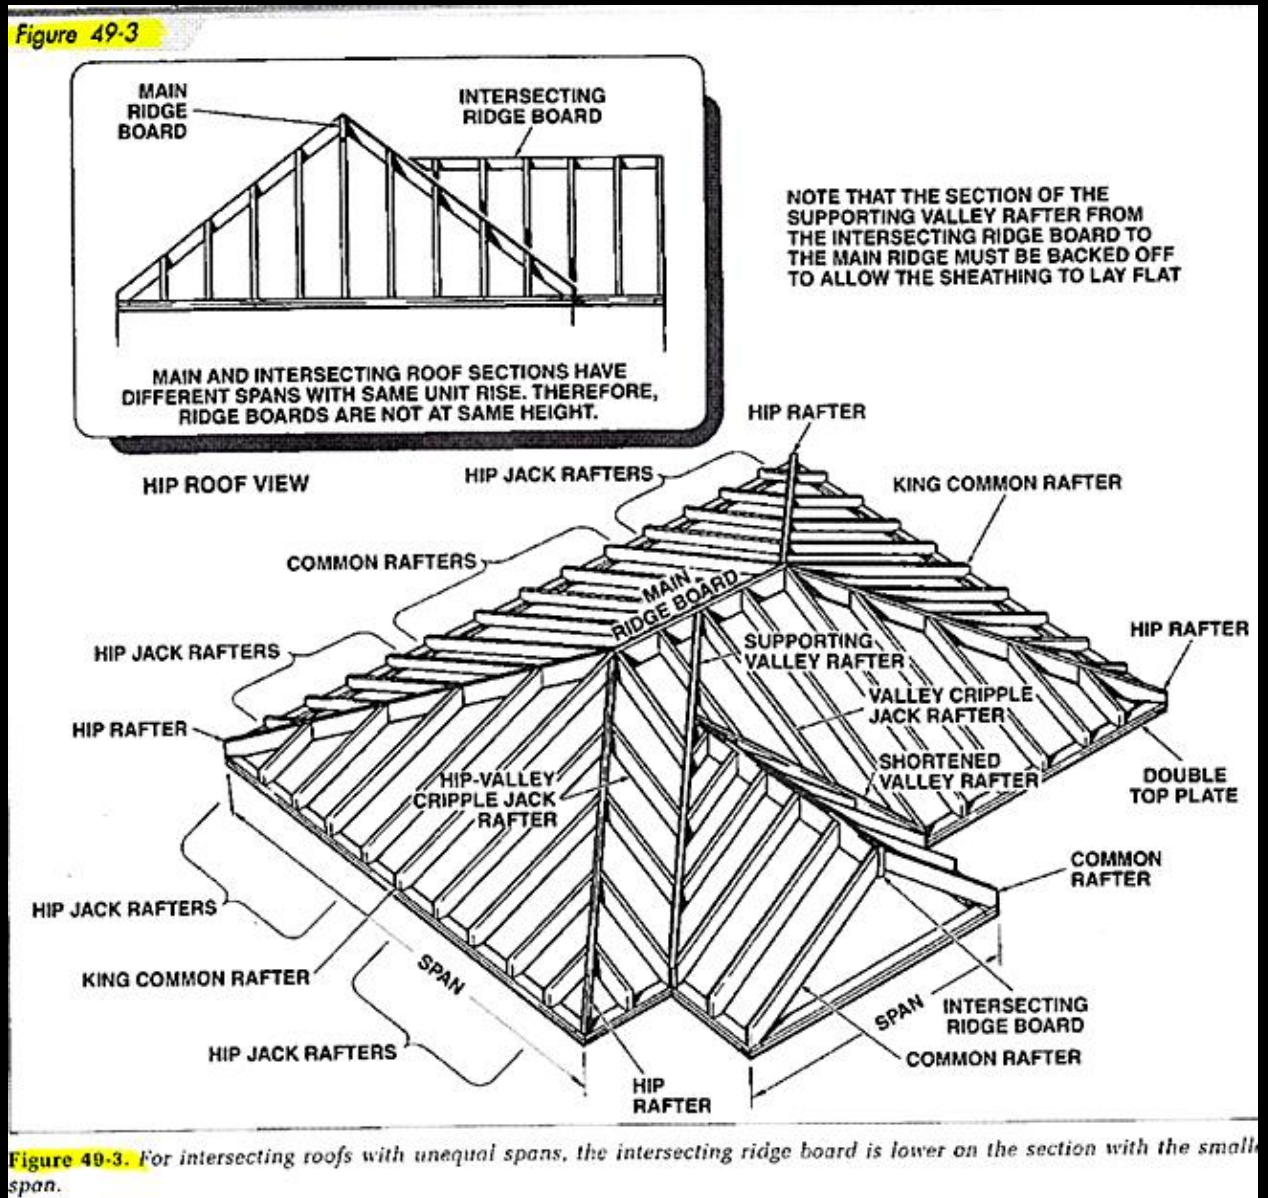 Figure 49-3
MAIN
RIDGE
BOARD
INTERSECTING
RIDGE BOARD
MAIN AND INTERSECTING ROOF SECTIONS HAVE
DIFFERENT SPANS WITH SAME UNIT RISE. THEREFORE,
RIDGE BOARDS ARE NOT AT SAME HEIGHT.
NOTE THAT THE SECTION OF THE
SUPPORTING VALLEY RAFTER FROM
THE INTERSECTING RIDGE BOARD TO
THE MAIN RIDGE MUST BE BACKED OFF
TO ALLOW THE SHEATHING TO LAY FLAT
HIP ROOF VIEW
HIP RAFTER
HIP JACK RAFTERS
KING COMMON RAFTER
COMMON RAFTERS
MAIN
RIDGE BOARD
HIP JACK RAFTERS
SUPPORTING
VALLEY RAFTER
HIP RAFTER
VALLEY CRIPPLE
JACK RAFTER
HIP RAFTER
HIP-VALLEY
CRIPPLE JACK
RAFTER
SHORTENED
VALLEY RAFTER
DOUBLE
TOP PLATE
COMMON
RAFTER
HIP JACK RAFTERS
KING COMMON RAFTER
SPAN
SPAN
INTERSECTING
RIDGE BOARD
HIP JACK RAFTERS
COMMON RAFTER
HIP
RAFTER
Figure 49-3. For intersecting roofs with unequal spans, the intersecting ridge board is lower on the section with the small
span.